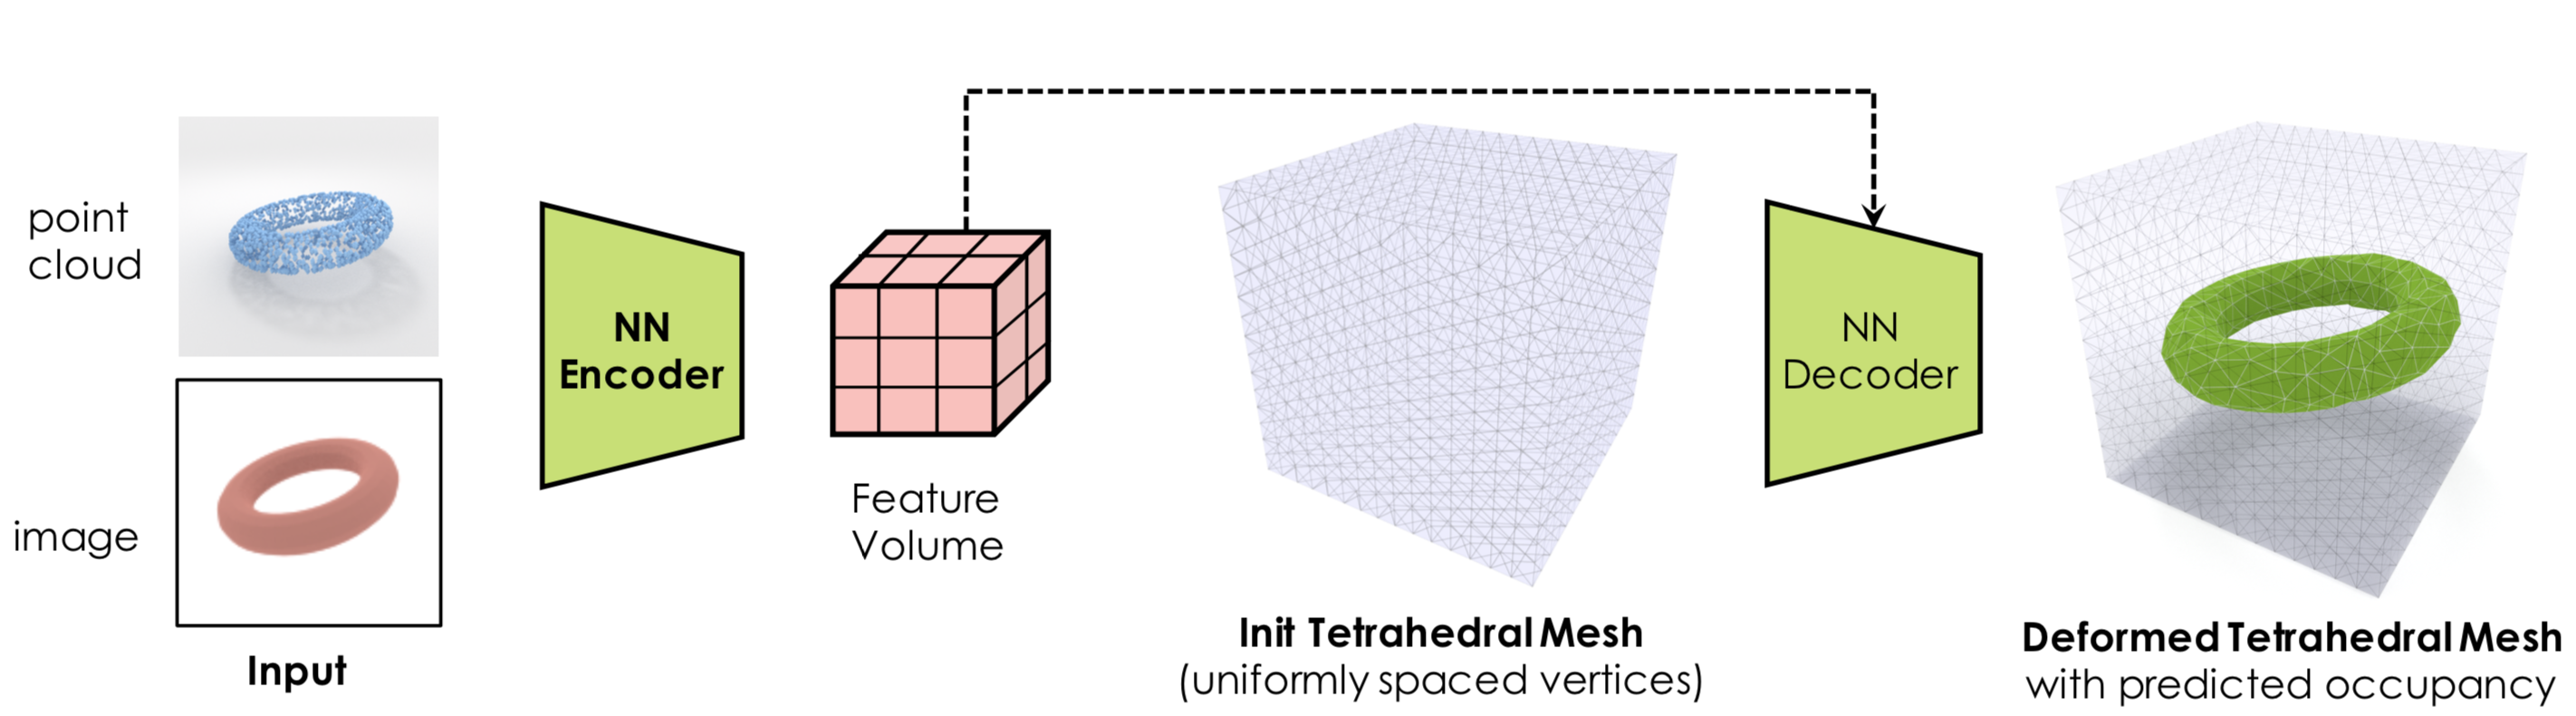 point
cloud
image
Input
NN
Encoder
Feature
Volume
Init Tetrahedral Mesh
(uniformly spaced vertices)
NN
Decoder
Deformed Tetrahedral Mesh
with predicted occupancy